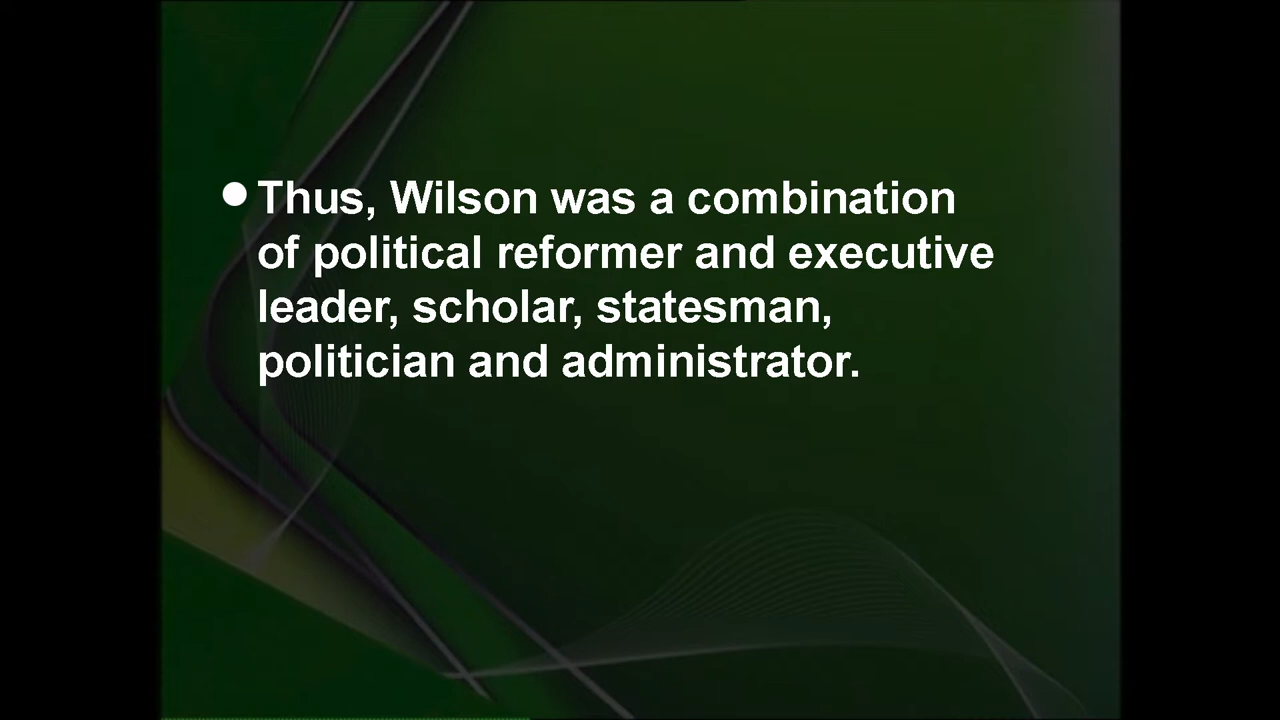 • Thus, Wilson was a combination
of political reformer and executive
leader, scholar, statesman,
politician and administrator.